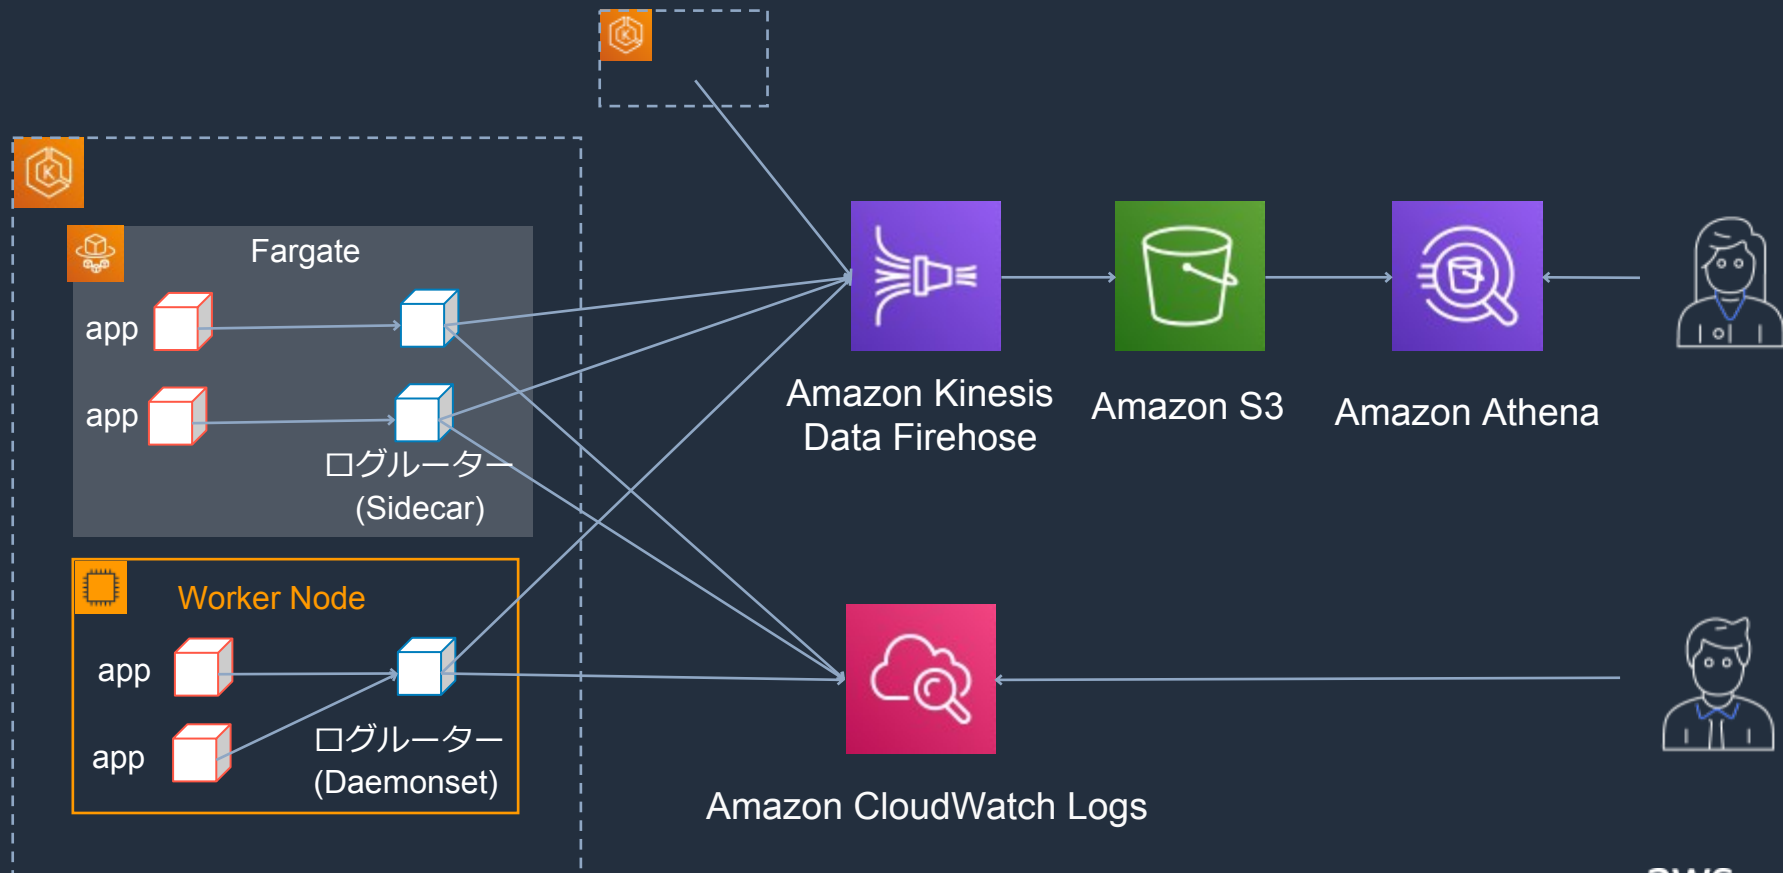 Fargate
app
app
ログルーター
(Sidecar)
Worker Node
app
app
ログルーター
(Daemonset)
Amazon Kinesis
Data Firehose
Amazon S3
Amazon Athena
Amazon CloudWatch Logs
aws